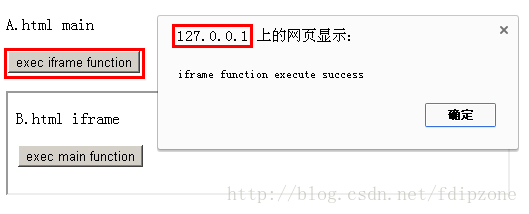 A.html main
exec iframe function
B.html iframe
exec main function
127.0.0.1 上的网页显示:
iframe function execute success
确定
http://blog.csdn.net/fdipzone